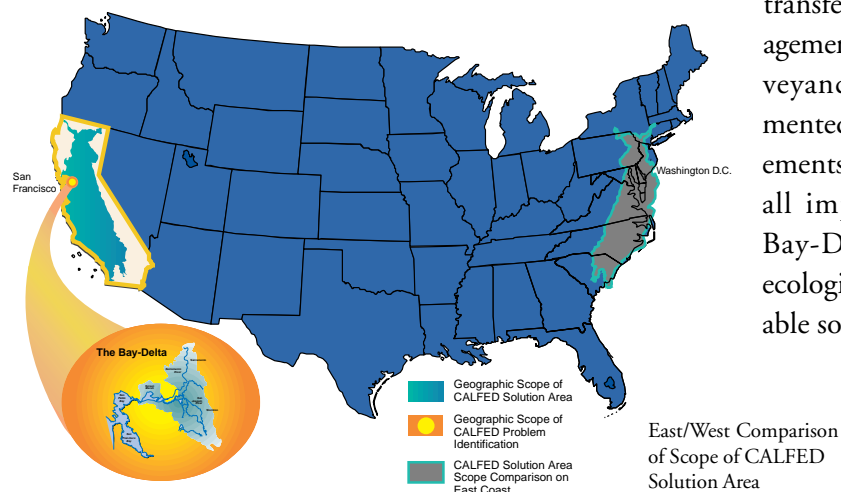 transfe
agement
veyanc
mented
ements
all imp
Bay-D
ecologi
able so
San
Francisco
Washington D.C.
The Bay-Delta
Geographic Scope of
CALFED Solution Area
Geographic Scope of
CALFED Problem
Identification
CALFED Solution Area
Scope Comparison on
East Coast
East/West Comparison
of Scope of CALFED
Solution Area